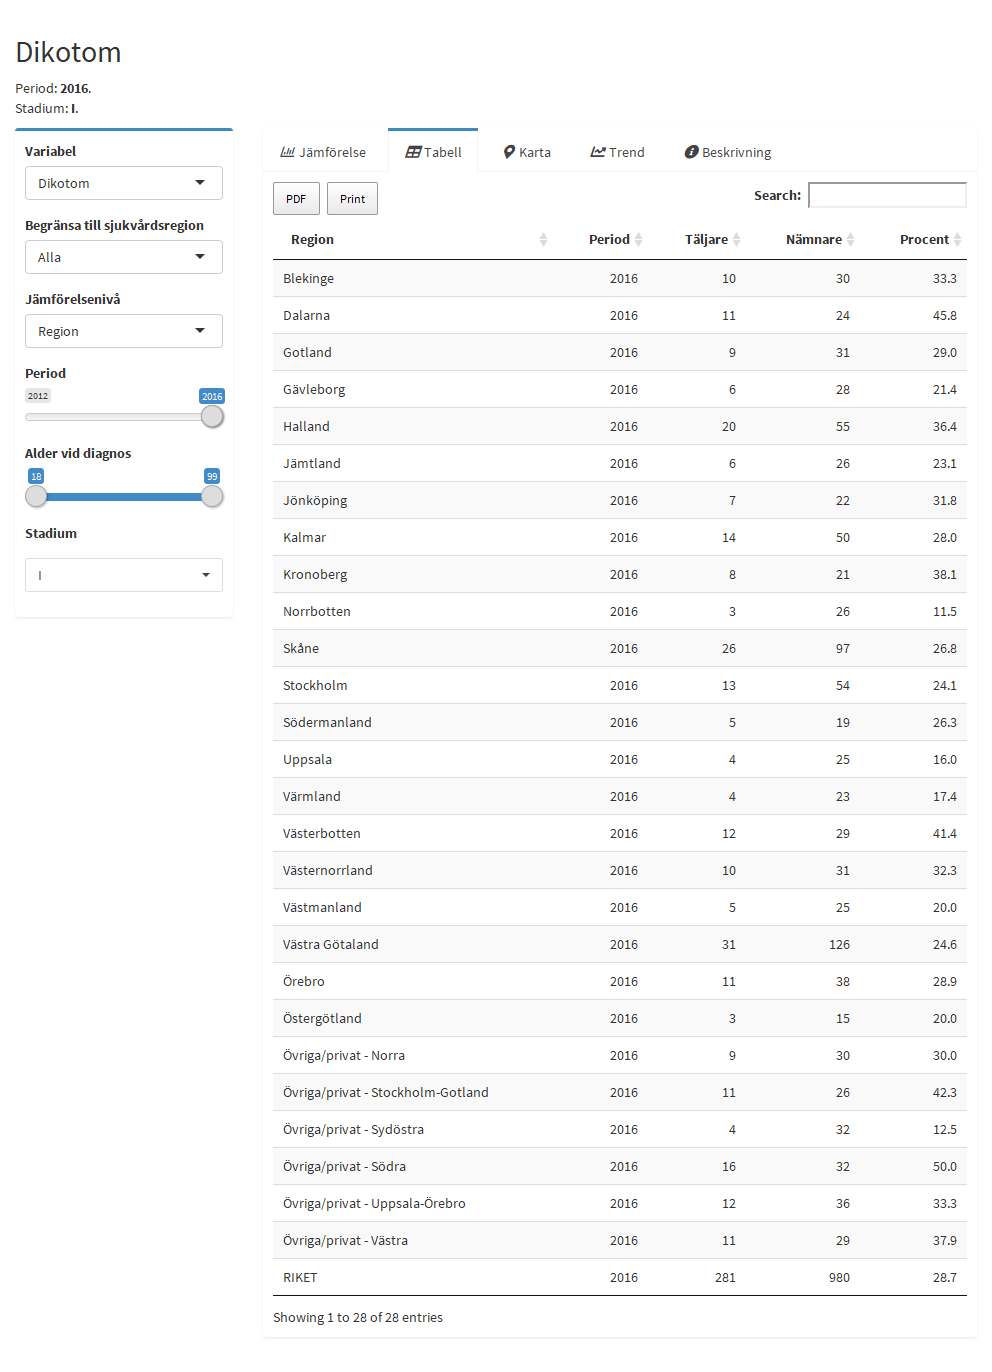 Dikotom
Period: 2016.
Stadium: I.
Variabel
Dikotom
Begränsa till sjukvårdsregion
Alla
Jämförelsenivå
Region
Period
2012 2016
Alder vid diagnos
18 99
Stadium
I
Jämförelse Tabell Karta Trend Beskrivning
PDF Print Search:
Region Period Täljare Nämnare Procent
Blekinge 2016 10 30 33.3
Dalarna 2016 11 24 45.8
Gotland 2016 9 31 29.0
Gävleborg 2016 6 28 21.4
Halland 2016 20 55 36.4
Jämtland 2016 6 26 23.1
Jönköping 2016 7 22 31.8
Kalmar 2016 14 50 28.0
Kronoberg 2016 8 21 38.1
Norrbotten 2016 3 26 11.5
Skåne 2016 26 97 26.8
Stockholm 2016 13 54 24.1
Södermanland 2016 5 19 26.3
Uppsala 2016 4 25 16.0
Värmland 2016 4 23 17.4
Västerbotten 2016 12 29 41.4
Västernorrland 2016 10 31 32.3
Västmanland 2016 5 25 20.0
Västra Götaland 2016 31 126 24.6
Örebro 2016 11 38 28.9
Östergötland 2016 3 15 20.0
Övriga/privat - Norra 2016 9 30 30.0
Övriga/privat - Stockholm-Gotland 2016 11 26 42.3
Övriga/privat - Sydöstra 2016 4 32 12.5
Övriga/privat - Södra 2016 16 32 50.0
Övriga/privat - Uppsala-Örebro 2016 12 36 33.3
Övriga/privat - Västra 2016 11 29 37.9
RIKET 2016 281 980 28.7
Showing 1 to 28 of 28 entries